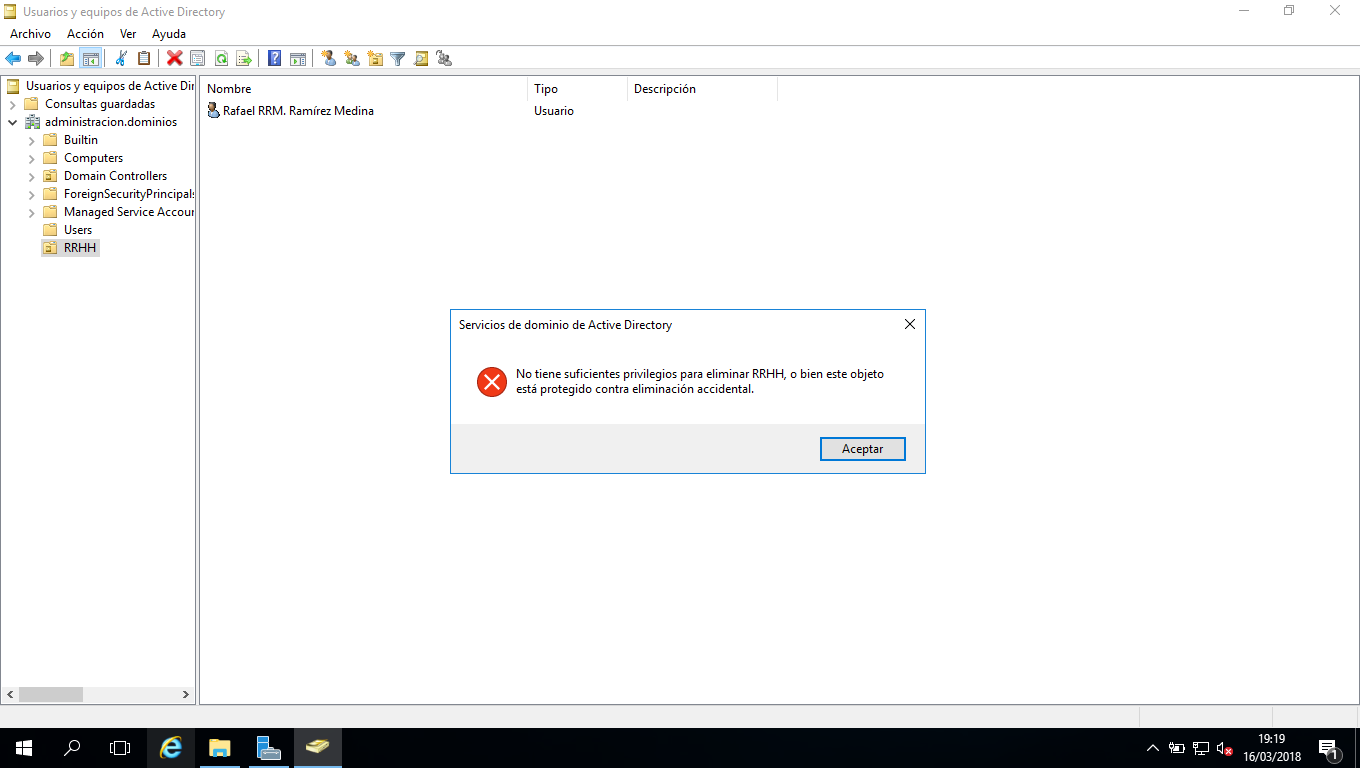 Usuarios y equipos de Active Directory
Archivo Acción Ver Ayuda
Usuarios y equipos de Active Dir
Consultas guardadas
administracion.dominios
Builtin
Computers
Domain Controllers
ForeignSecurityPrincipals
Managed Service Accour
Users
RRHH
Nombre Tipo Descripción
Rafael RRM. Ramírez Medina Usuario
Servicios de dominio de Active Directory
No tiene suficientes privilegios para eliminar RRHH, o bien este objeto
está protegido contra eliminación accidental.
Aceptar
19:19
16/03/2018
1